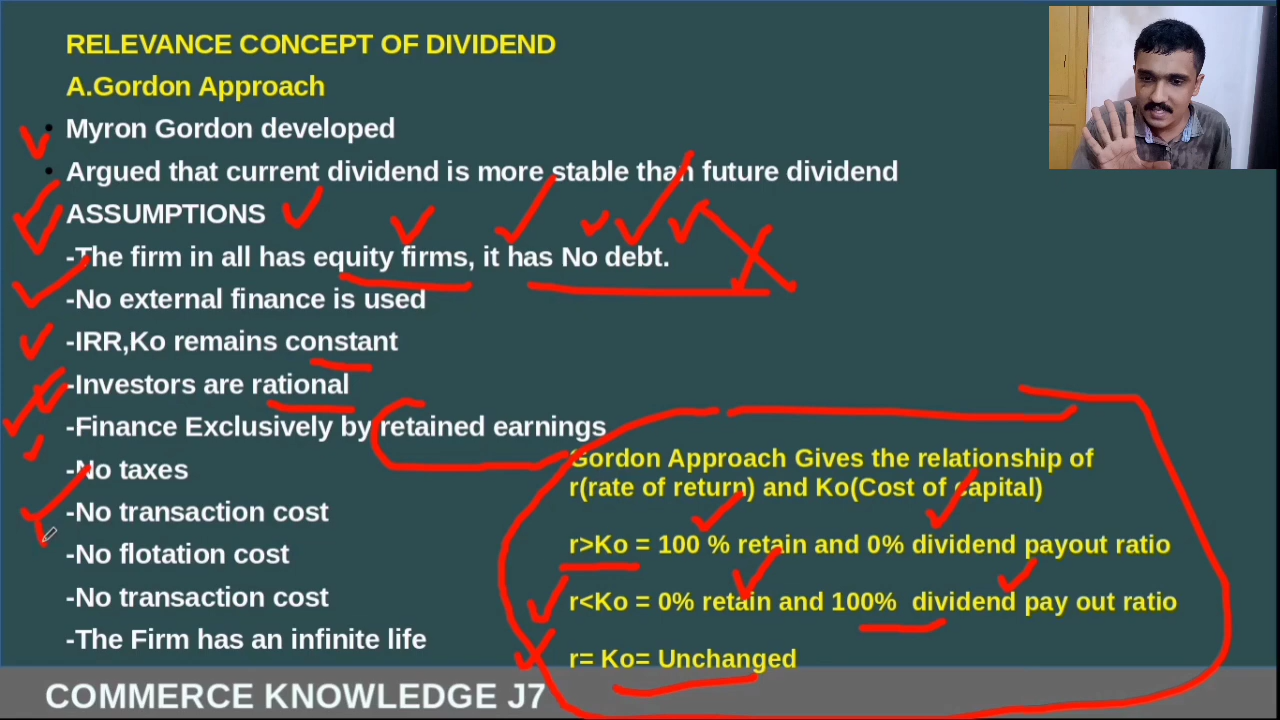 RELEVANCE CONCEPT OF DIVIDEND
A.Gordon Approach
Myron Gordon developed
Argued that current dividend is more stable than future dividend
ASSUMPTIONS
-The firm in all has equity firms, it has No debt.
-No external finance is used
-IRR,Ko remains constant
-Investors are rational
-Finance Exclusively by retained earnings
-No taxes
-No transaction cost
-No flotation cost
-No transaction cost
-The Firm has an infinite life
Gordon Approach Gives the relationship of
r(rate of return) and Ko(Cost of capital)
r>Ko = 100 % retain and 0% dividend payout ratio
r<Ko = 0% retain and 100% dividend pay out ratio
r= Ko= Unchanged
COMMERCE KNOWLEDGE J7